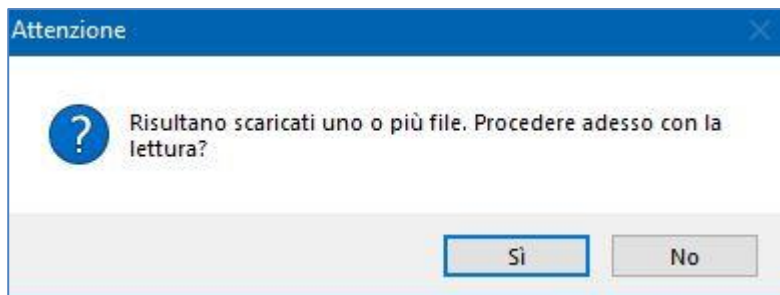 Attenzione
Risultano scaricati uno o più file. Procedere adesso con la
lettura?
Sì
No